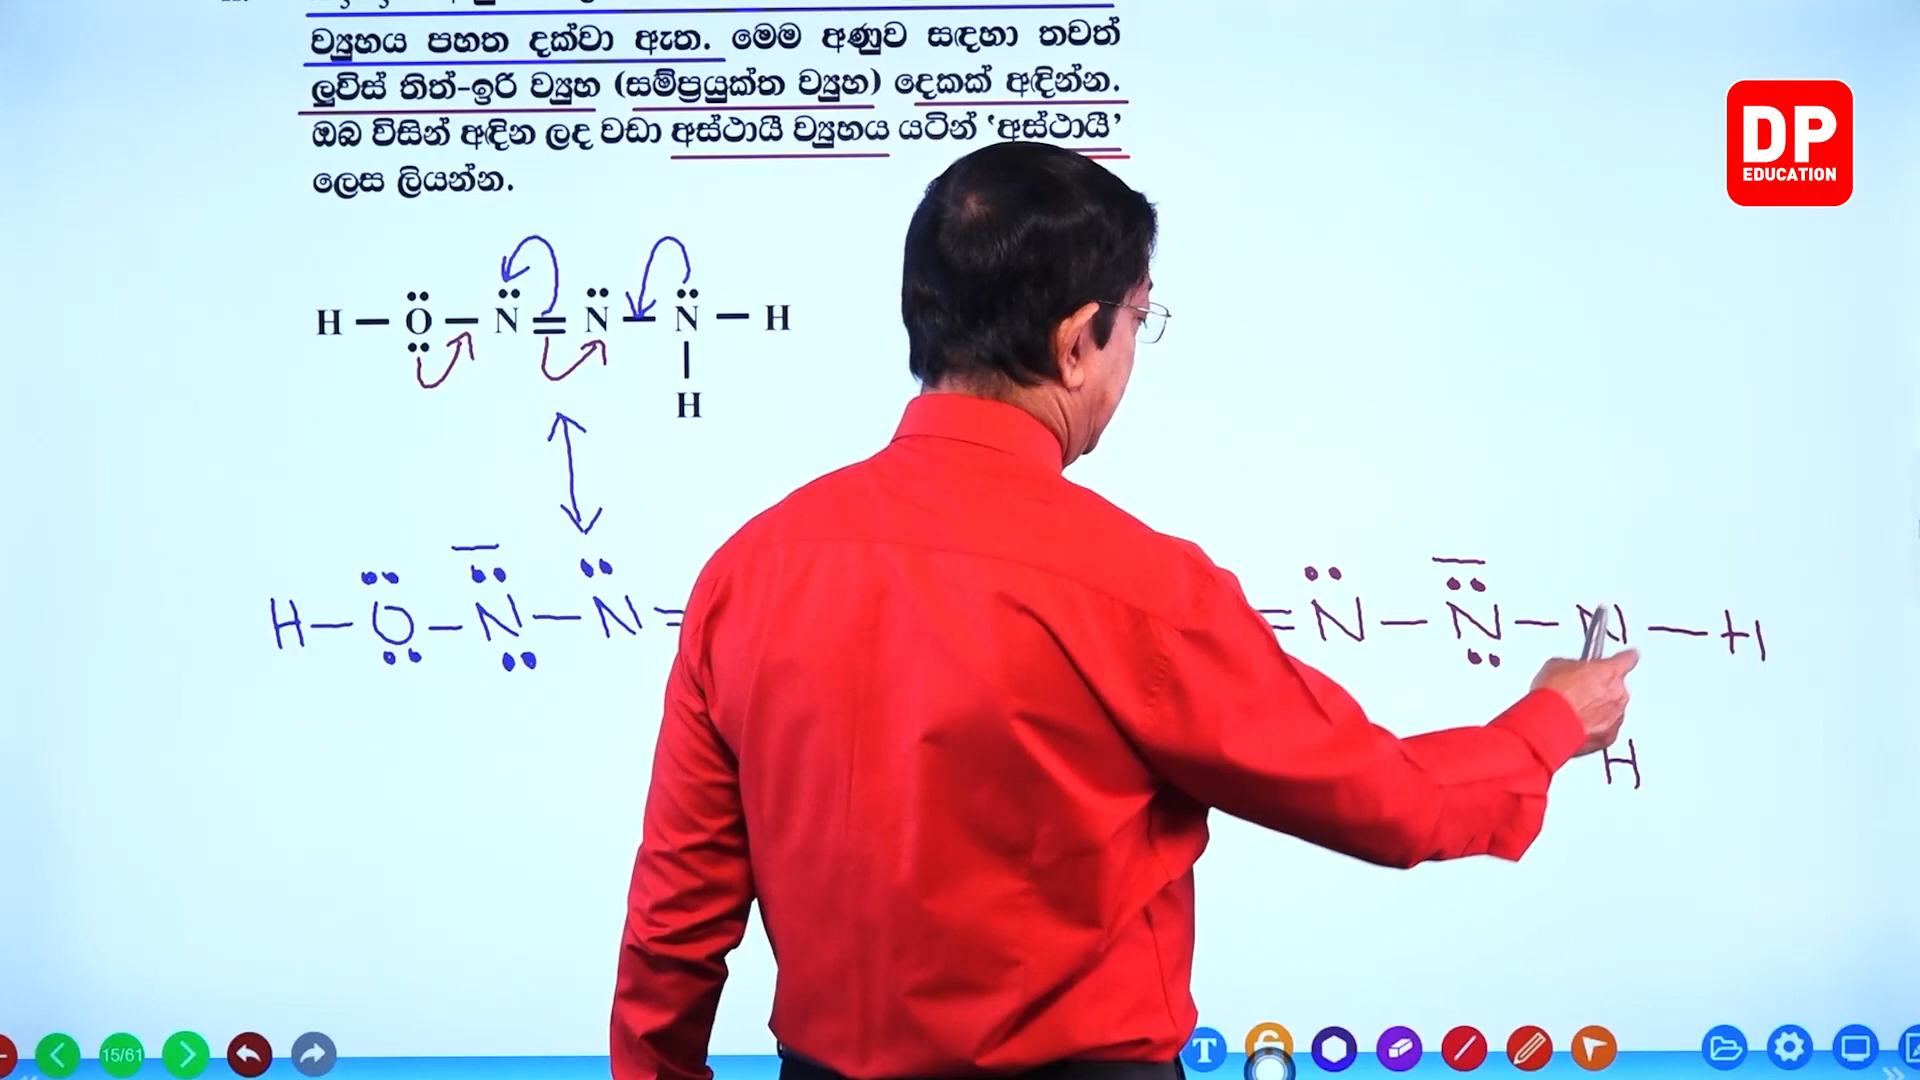 ව්‍යුහය පහත දක්වා ඇත. මෙම අණුව සඳහා තවත්
ලුවිස් තිත්-ඉරි ව්‍යුහ (සම්ප්‍රයුක්ත ව්‍යුහ) දෙකක් අඳින්න.
ඔබ විසින් අඳින ලද වඩා අස්ථායී ව්‍යුහය යටින් ‘අස්ථායී’
ලෙස ලියන්න.
DP
EDUCATION
H — O — N = N — N — H
H
H — O — N — N =
= N — N — N — H
H
15/61
T